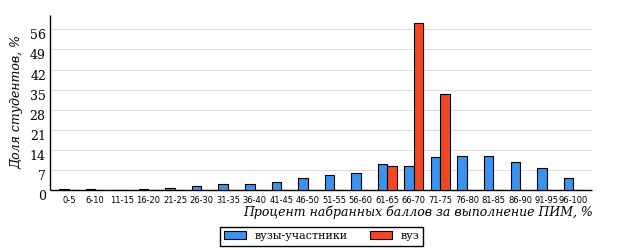 Доля студентов, %
56
49
42
35
28
21
14
7
0
0-5 6-10 11-15 16-20 21-25 26-30 31-35 36-40 41-45 46-50 51-55 56-60 61-65 66-70 71-75 76-80 81-85 86-90 91-95 96-100
Процент набранных баллов за выполнение ПИМ, %
вузы-участники вуз